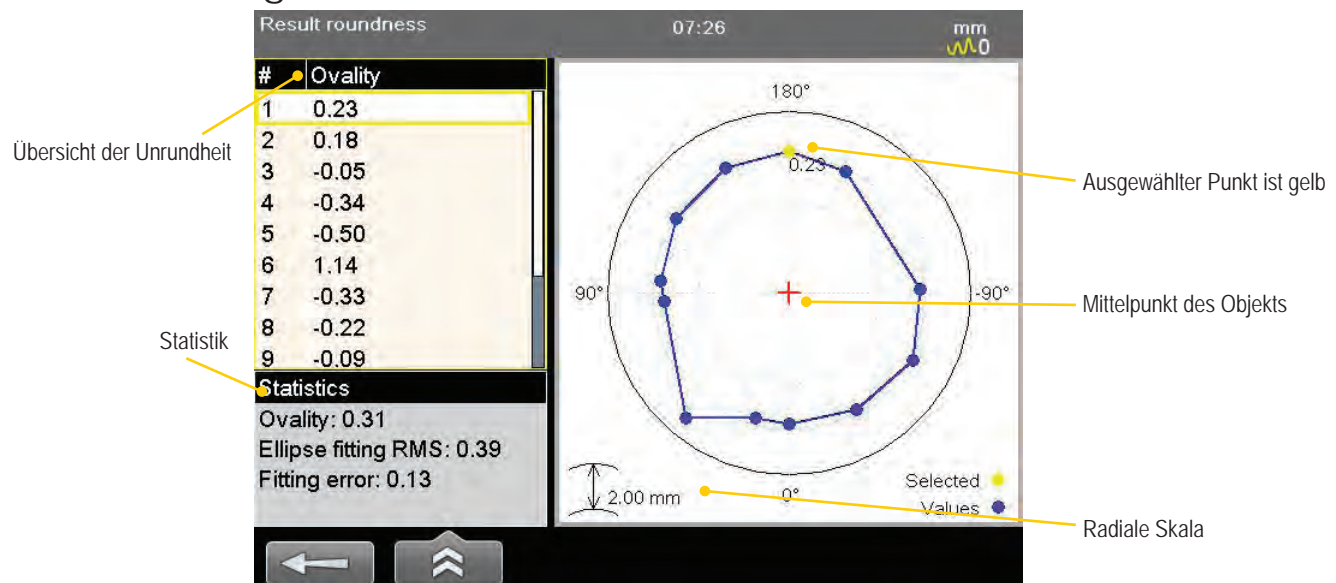 Result roundness 07:26 mm
0
# Ovality
1 0.23
2 0.18
3 -0.05
4 -0.34
5 -0.50
6 1.14
7 -0.33
8 -0.22
9 -0.09
Statistics
Ovality: 0.31
Ellipse fitting RMS: 0.39
Fitting error: 0.13
180°
0.23
90°
-90°
0°
2.00 mm
Selected
Values
Übersicht der Unrundheit
Statistik
Ausgewählter Punkt ist gelb
Mittelpunkt des Objekts
Radiale Skala